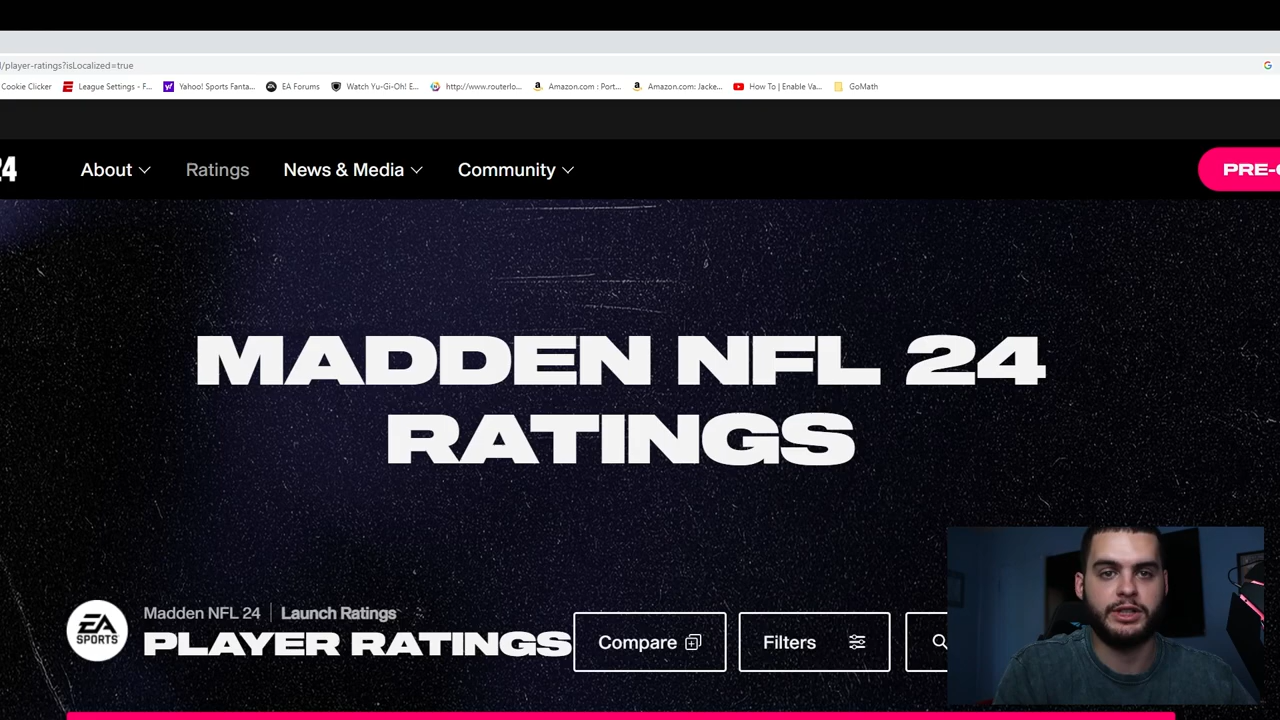 l/player-ratings?isLocalized=true
Cookie Clicker League Settings - F... Yahoo! Sports Fanta... EA Forums Watch Yu-Gi-Oh! E... http://www.routerlo... Amazon.com : Port... Amazon.com: Jacke... How To | Enable Va... GoMath
24 About Ratings News & Media Community PRE-
MADDEN NFL 24
RATINGS
Madden NFL 24 | Launch Ratings
EA SPORTS PLAYER RATINGS Compare Filters